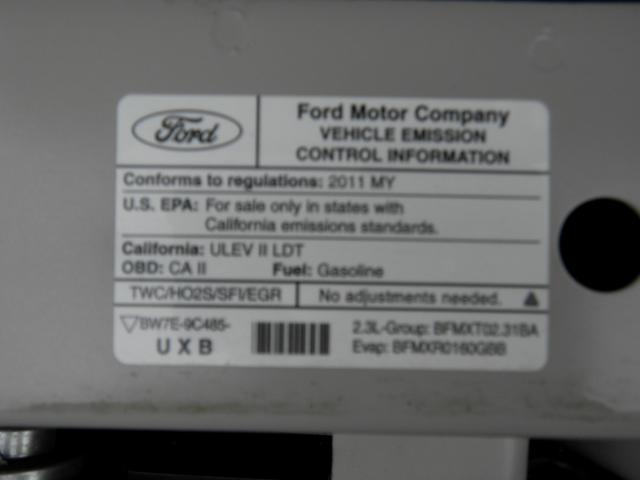 Ford
Ford Motor Company
VEHICLE EMISSION
CONTROL INFORMATION
Conforms to regulations: 2011 MY
U.S. EPA: For sale only in states with
California emissions standards.
California: ULEV II LDT
OBD: CA II Fuel: Gasoline
TWC/HO2S/SFI/EGR No adjustments needed.
BW7E-9C485-
UXB
2.3L-Group: BFMXT02.31BA
Evap: BFMXR0160GBB